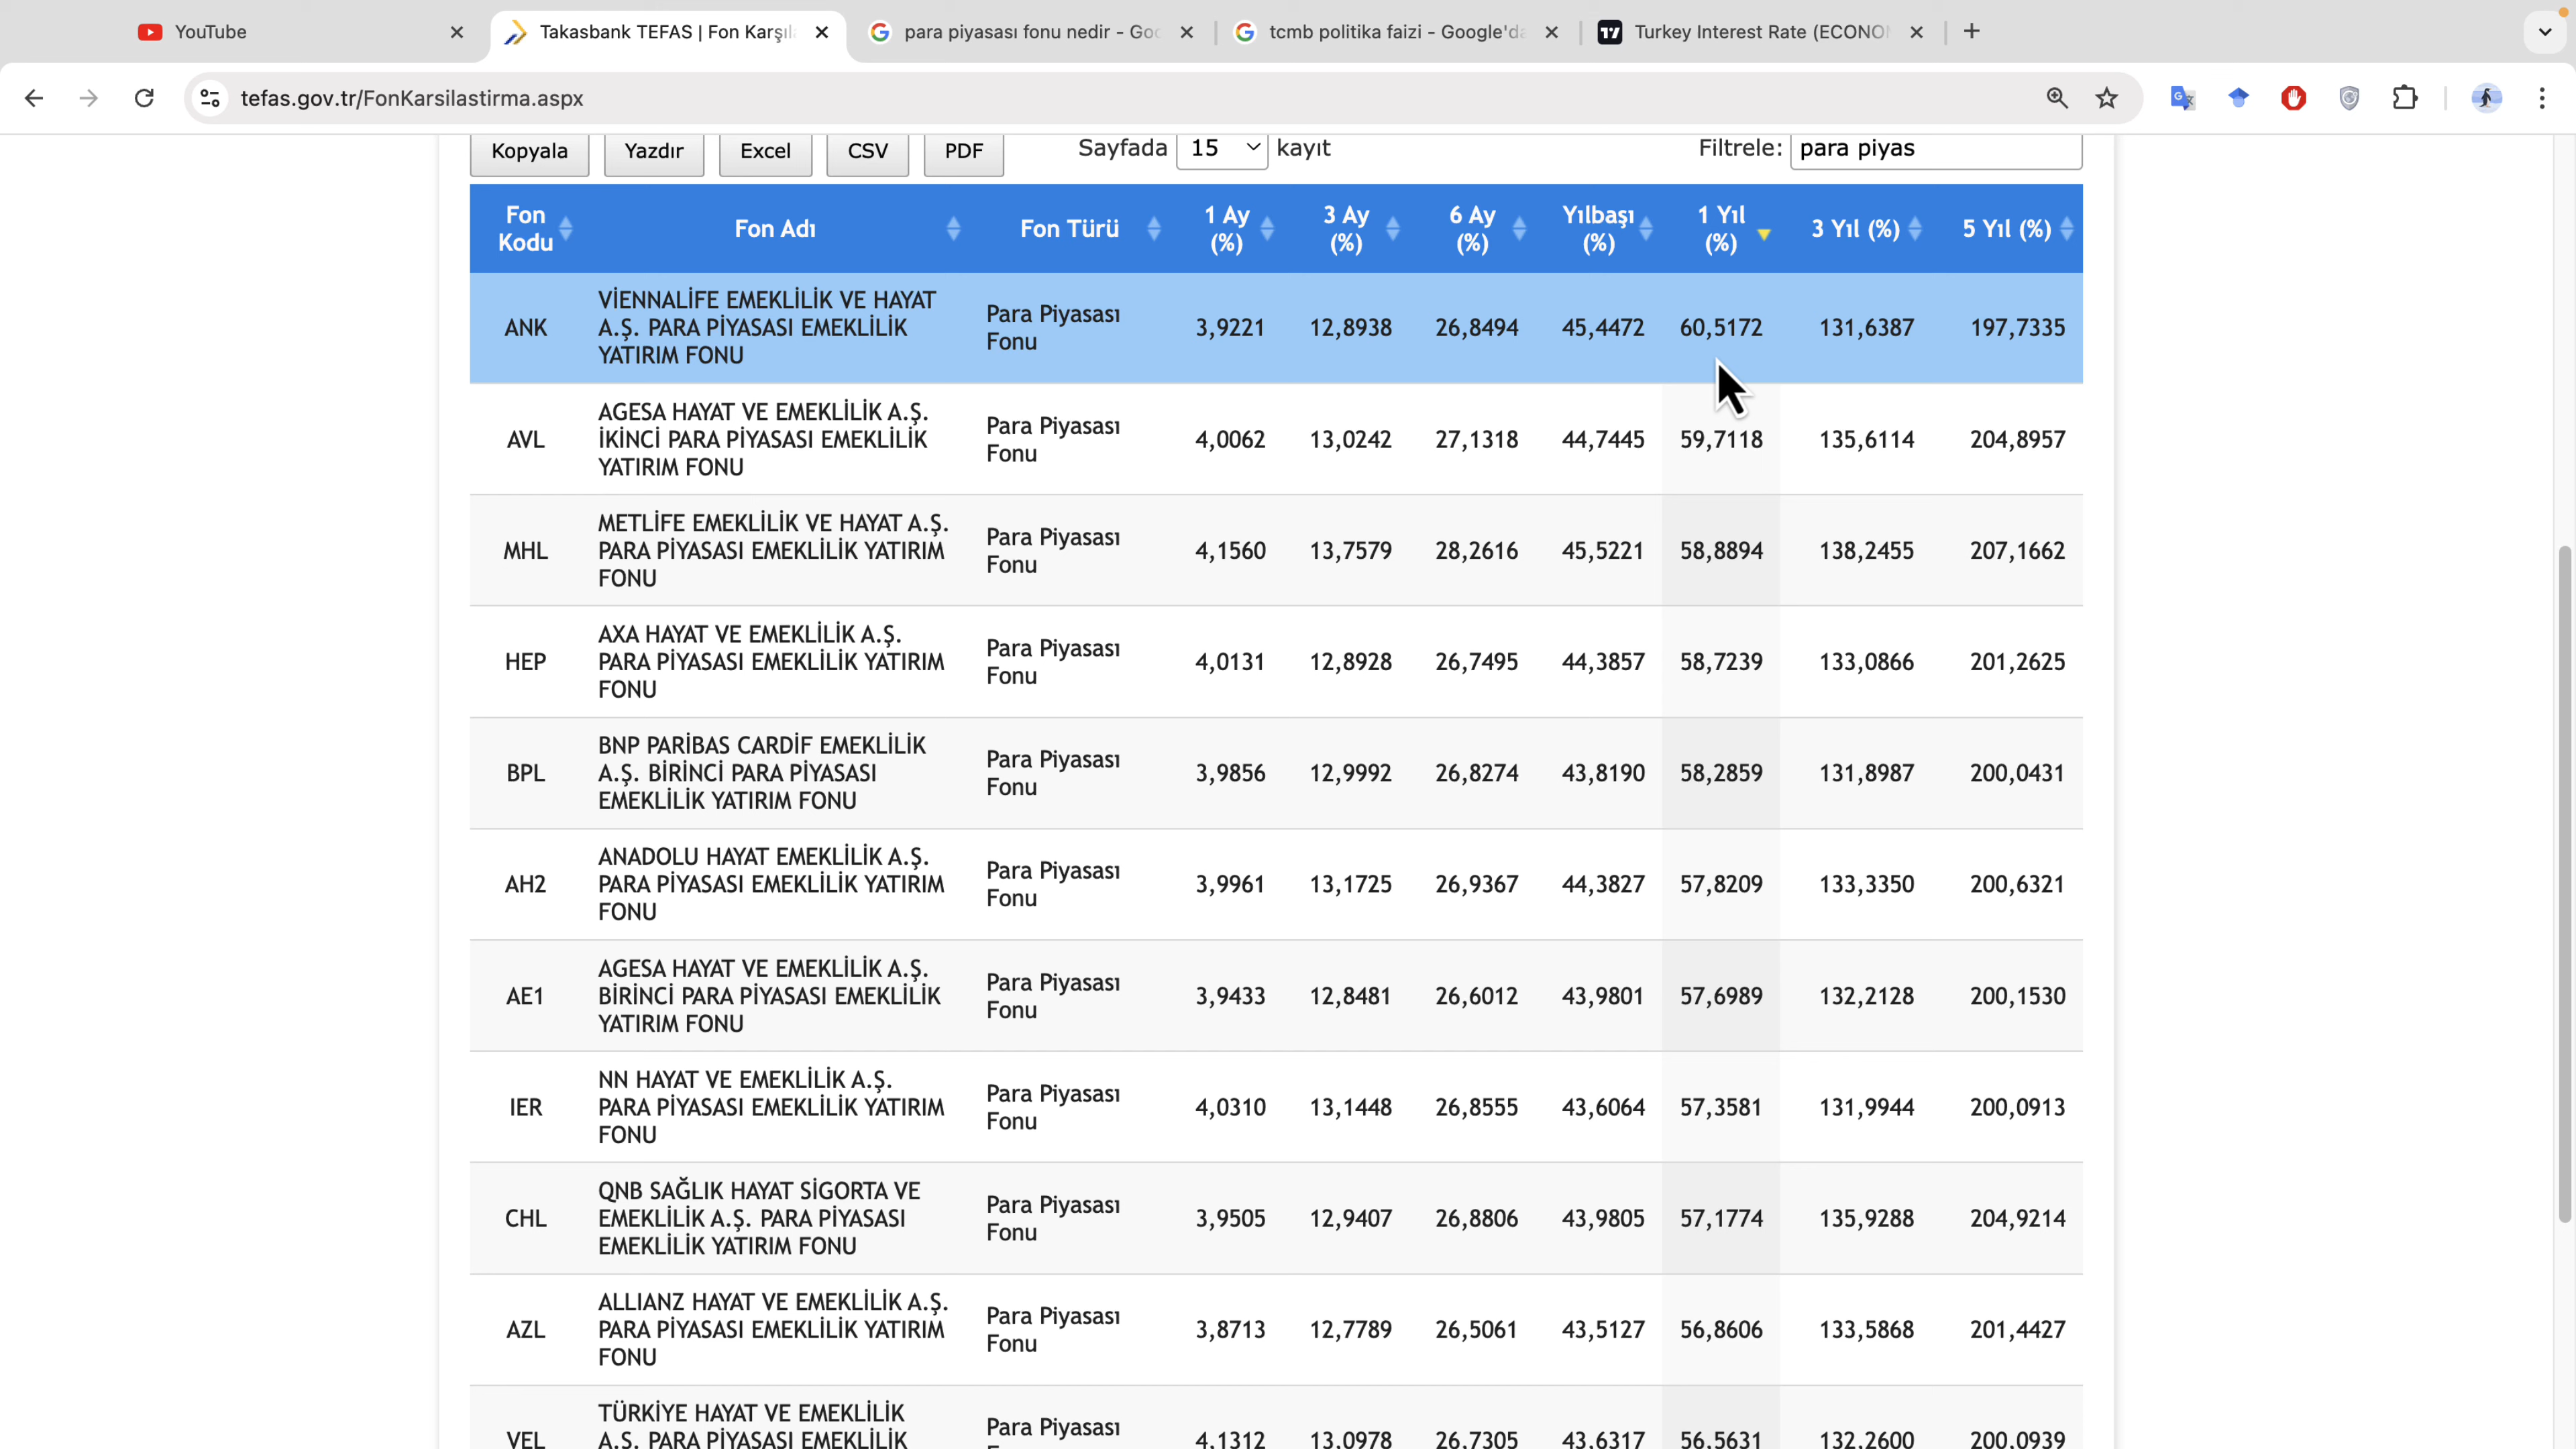 YouTube
Takasbank TEFAS | Fon Karşıl
para piyasası fonu nedir - Goo
tcmb politika faizi - Google'da
Turkey Interest Rate (ECONO
tefas.gov.tr/FonKarsilastirma.aspx
Kopyala Yazdır Excel CSV PDF Sayfada 15 kayıt Filtrele: para piyas
Fon Kodu Fon Adı Fon Türü 1 Ay (%) 3 Ay (%) 6 Ay (%) Yılbaşı (%) 1 Yıl (%) 3 Yıl (%) 5 Yıl (%)
VİENNALİFE EMEKLİLİK VE HAYAT
ANK A.Ş. PARA PİYASASI EMEKLİLİK Para Piyasası Fonu 3,9221 12,8938 26,8494 45,4472 60,5172 131,6387 197,7335
YATIRIM FONU
AGESA HAYAT VE EMEKLİLİK A.Ş.
AVL İKİNCİ PARA PİYASASI EMEKLİLİK Para Piyasası Fonu 4,0062 13,0242 27,1318 44,7445 59,7118 135,6114 204,8957
YATIRIM FONU
METLİFE EMEKLİLİK VE HAYAT A.Ş.
MHL PARA PİYASASI EMEKLİLİK YATIRIM Para Piyasası Fonu 4,1560 13,7579 28,2616 45,5221 58,8894 138,2455 207,1662
FONU
AXA HAYAT VE EMEKLİLİK A.Ş.
HEP PARA PİYASASI EMEKLİLİK YATIRIM Para Piyasası Fonu 4,0131 12,8928 26,7495 44,3857 58,7239 133,0866 201,2625
FONU
BNP PARİBAS CARDİF EMEKLİLİK
BPL A.Ş. BİRİNCİ PARA PİYASASI Para Piyasası Fonu 3,9856 12,9992 26,8274 43,8190 58,2859 131,8987 200,0431
EMEKLİLİK YATIRIM FONU
ANADOLU HAYAT EMEKLİLİK A.Ş.
AH2 PARA PİYASASI EMEKLİLİK YATIRIM Para Piyasası Fonu 3,9961 13,1725 26,9367 44,3827 57,8209 133,3350 200,6321
FONU
AGESA HAYAT VE EMEKLİLİK A.Ş.
AE1 BİRİNCİ PARA PİYASASI EMEKLİLİK Para Piyasası Fonu 3,9433 12,8481 26,6012 43,9801 57,6989 132,2128 200,1530
YATIRIM FONU
NN HAYAT VE EMEKLİLİK A.Ş.
IER PARA PİYASASI EMEKLİLİK YATIRIM Para Piyasası Fonu 4,0310 13,1448 26,8555 43,6064 57,3581 131,9944 200,0913
FONU
QNB SAĞLIK HAYAT SİGORTA VE
CHL EMEKLİLİK A.Ş. PARA PİYASASI Para Piyasası Fonu 3,9505 12,9407 26,8806 43,9805 57,1774 135,9288 204,9214
EMEKLİLİK YATIRIM FONU
ALLIANZ HAYAT VE EMEKLİLİK A.Ş.
AZL PARA PİYASASI EMEKLİLİK YATIRIM Para Piyasası Fonu 3,8713 12,7789 26,5061 43,5127 56,8606 133,5868 201,4427
FONU
TÜRKİYE HAYAT VE EMEKLİLİK
VEL A.Ş. PARA PİYASASI EMEKLİLİK Para Piyasası 4,1312 13,0978 26,7305 43,6317 56,5631 132,2600 200,0939